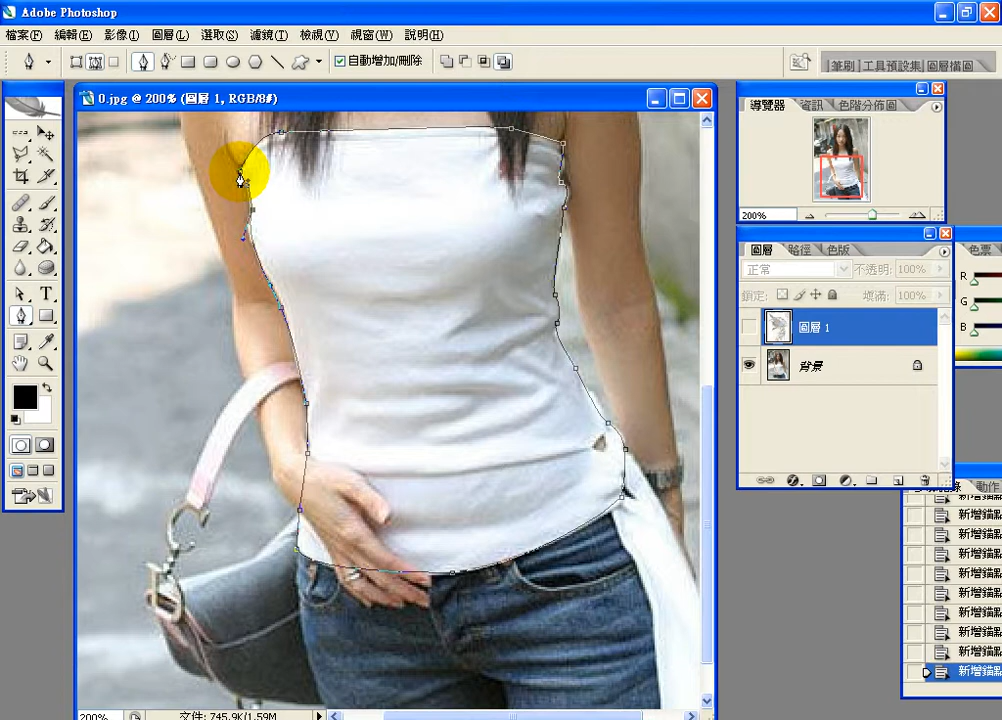 Adobe Photoshop
檔案(F) 編輯(E) 影像(I) 圖層(L) 選取(S) 濾鏡(T) 檢視(V) 視窗(W) 說明(H)
自動增加/刪除
筆刷 工具預設集 圖層構圖
0.jpg @ 200% (圖層 1, RGB/8#)
導覽器 資訊 色階分佈圖
200%
圖層 路徑 色版
色票
正常 不透明: 100%
鎖定: 填滿: 100%
R
G
B
圖層 1
背景
動作
新增錨點
新增錨點
新增錨點
新增錨點
新增錨點
新增錨點
新增錨點
新增錨點
新增錨點
200% 文件: 745.9K/1.59M